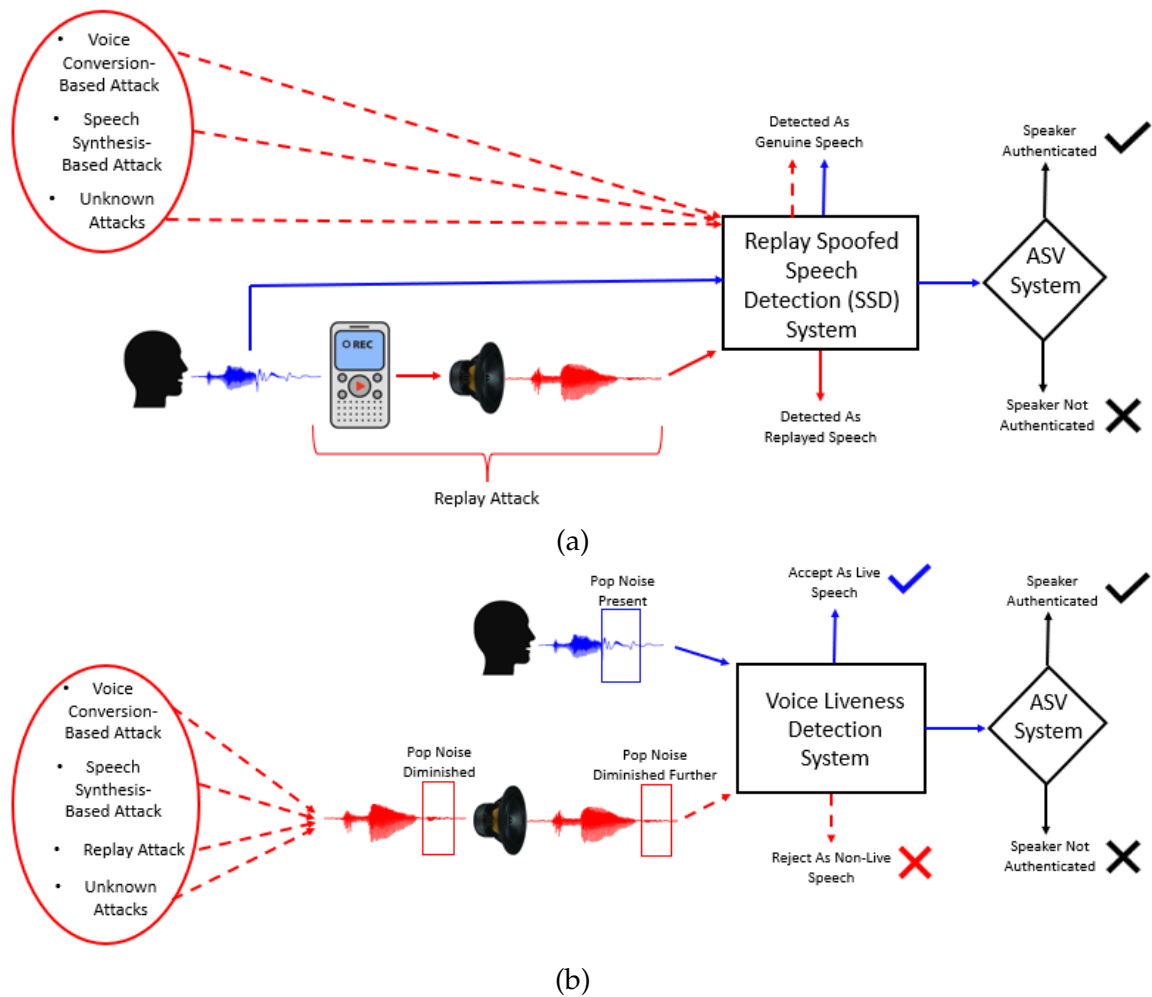 • Voice
Conversion-
Based Attack
• Speech
Synthesis-
Based Attack
• Unknown
Attacks
Detected As
Genuine Speech
Speaker
Authenticated
Replay Spoofed
Speech
Detection (SSD)
System
ASV
System
REC
Speaker Not
Authenticated
Detected As
Replayed Speech
Replay Attack
(a)
Pop Noise
Present
Accept As Live
Speech
Speaker
Authenticated
• Voice
Conversion-
Based Attack
• Speech
Synthesis-
Based Attack
• Replay Attack
• Unknown
Attacks
Pop Noise
Diminished
Pop Noise
Diminished Further
Voice Liveness
Detection
System
ASV
System
Reject As Non-Live
Speech
Speaker Not
Authenticated
(b)